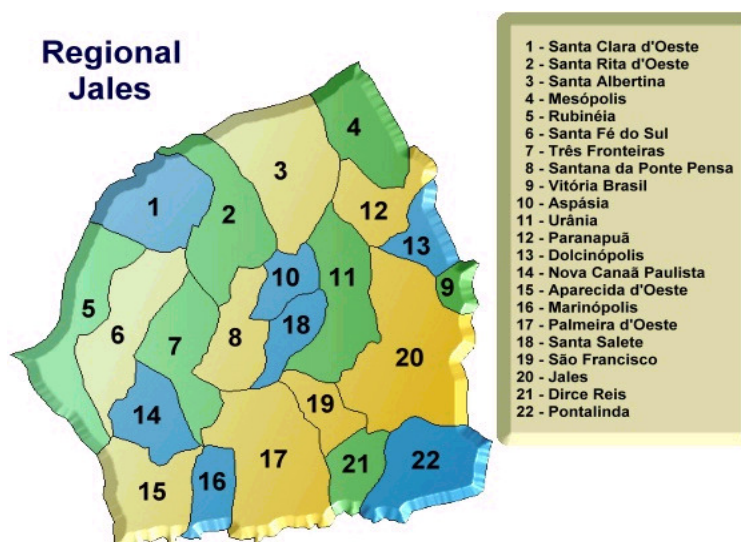 Regional
Jales
1 - Santa Clara d'Oeste
2 - Santa Rita d'Oeste
3 - Santa Albertina
4 - Mesópolis
5 - Rubinéia
6 - Santa Fé do Sul
7 - Três Fronteiras
8 - Santana da Ponte Pensa
9 - Vitória Brasil
10 - Aspásia
11 - Urânia
12 - Paranapuã
13 - Dolcinópolis
14 - Nova Canaã Paulista
15 - Aparecida d'Oeste
16 - Marinópolis
17 - Palmeira d'Oeste
18 - Santa Salete
19 - São Francisco
20 - Jales
21 - Dirce Reis
22 - Pontalinda
4
3
12
1
2
13
10
11
9
5
18
6
8
7
20
19
14
17
21
22
16
15